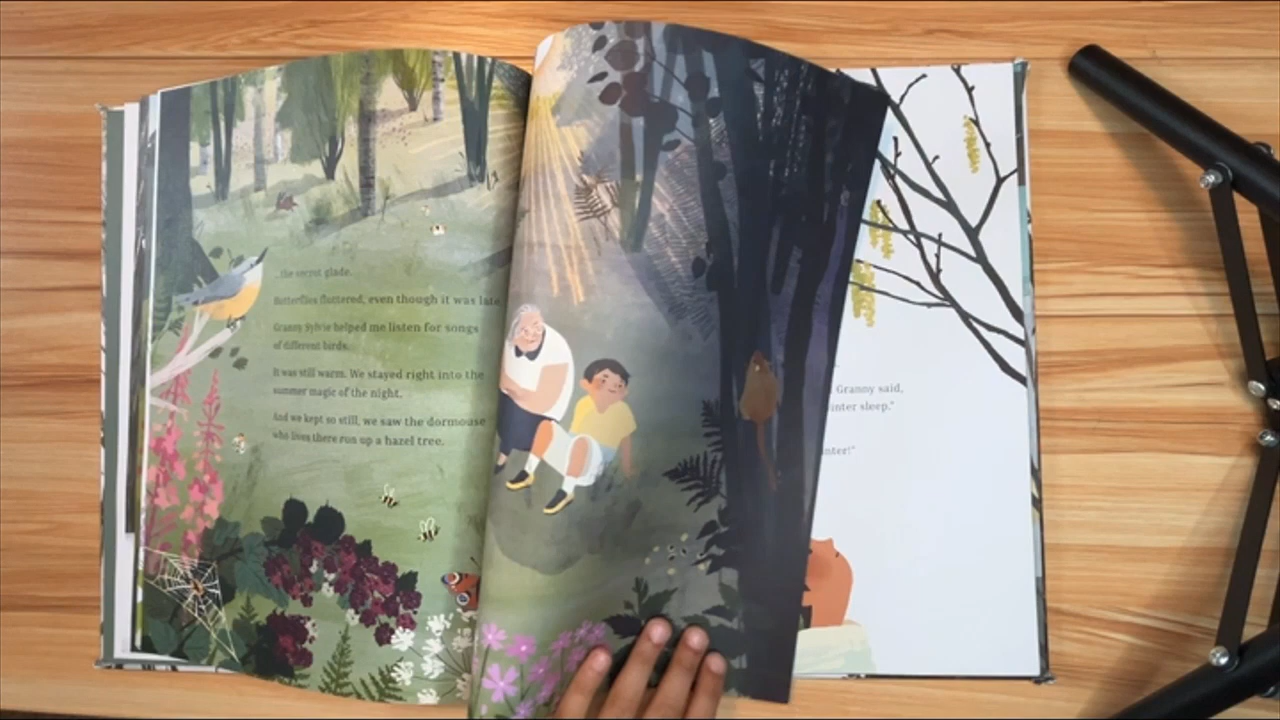 ...the secret glade.
Butterflies fluttered, even though it was late
Granny Sylvie helped me listen for songs
of different birds.
It was still warm. We stayed right into the
summer magic of the night.
And we kept so still, we saw the dormouse
who lives there run up a hazel tree.
Granny said,
inter sleep."
nter!"